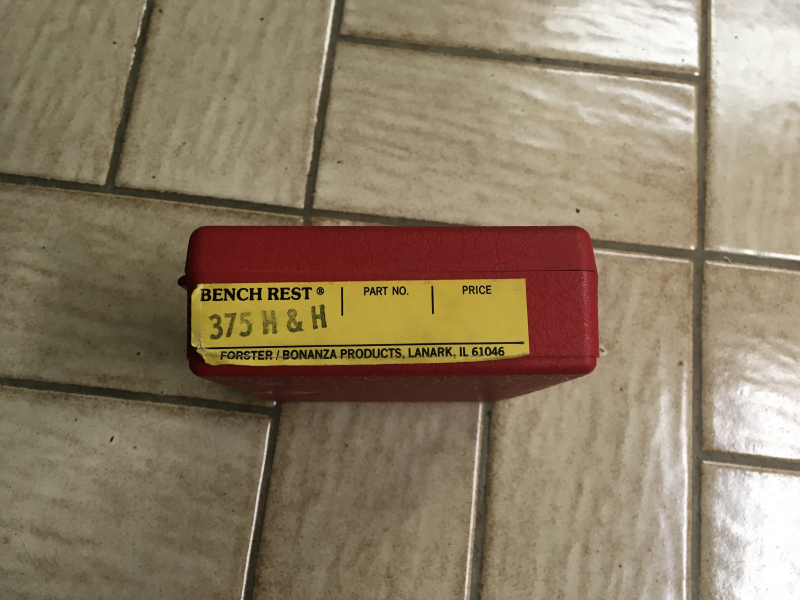 BENCH REST® PART NO. PRICE
375 H & H
FORSTER / BONANZA PRODUCTS, LANARK, IL 61046